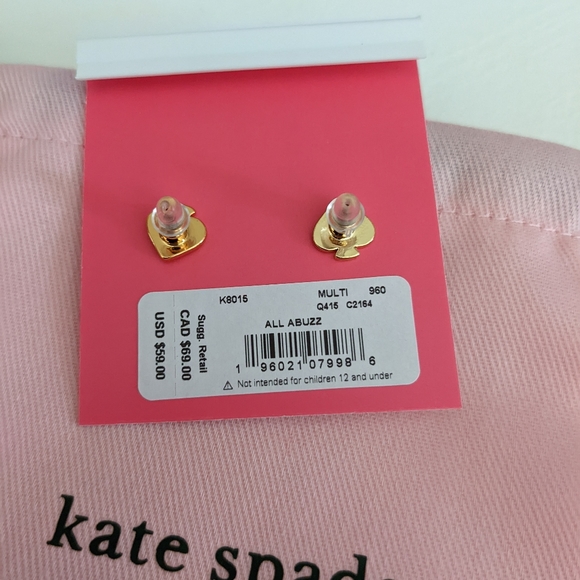 K8015 MULTI 960
Q415 C2164
ALL ABUZZ
1 96021 07998 6
⚠ Not intended for children 12 and under
Sugg. Retail
CAD $69.00
USD $59.00
kate spade